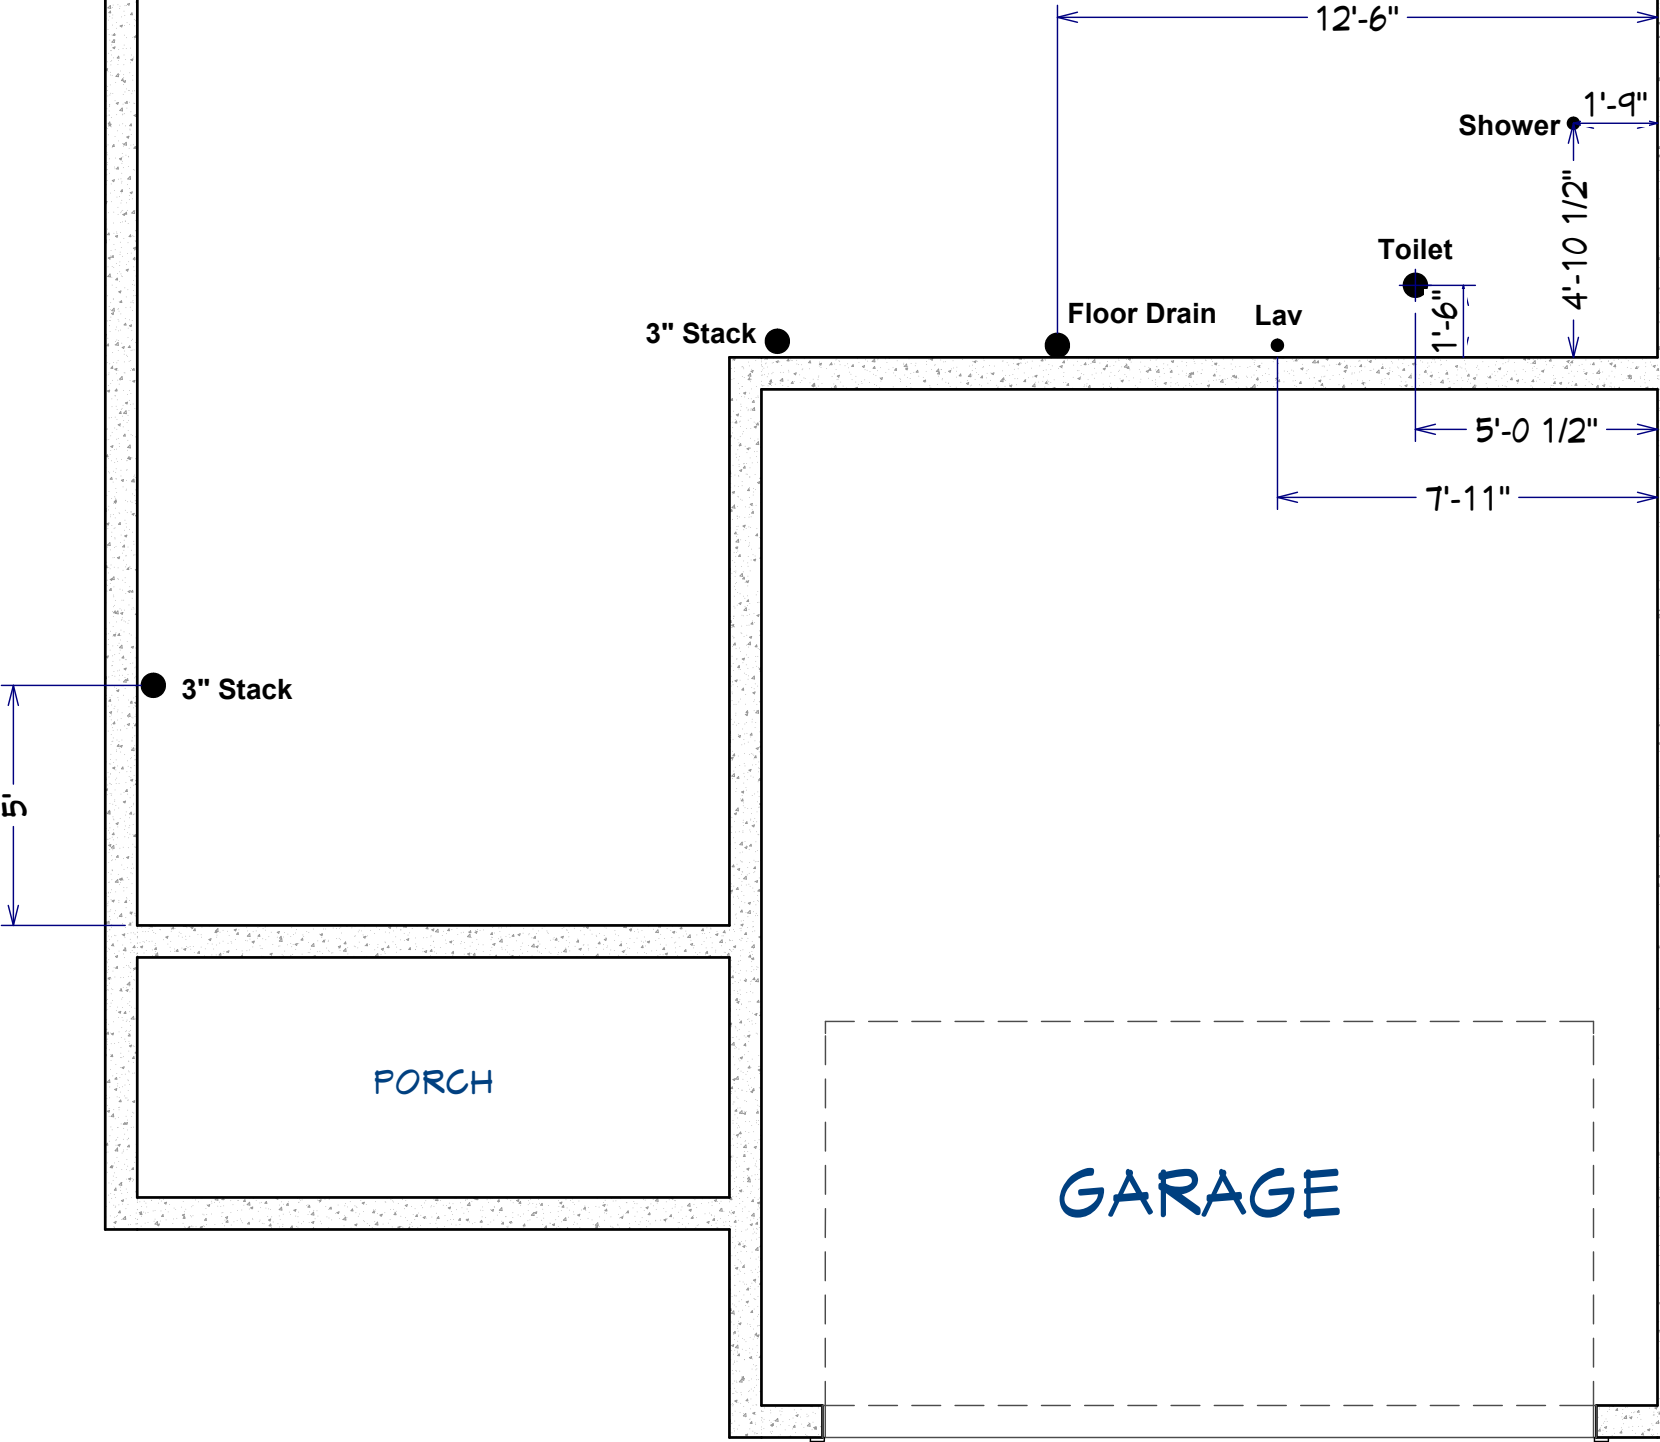 12'-6"
1'-9"
Shower
4'-10 1/2"
Toilet
1'-6"
Floor Drain
Lav
3" Stack
5'-0 1/2"
7'-11"
3" Stack
5'
PORCH
GARAGE